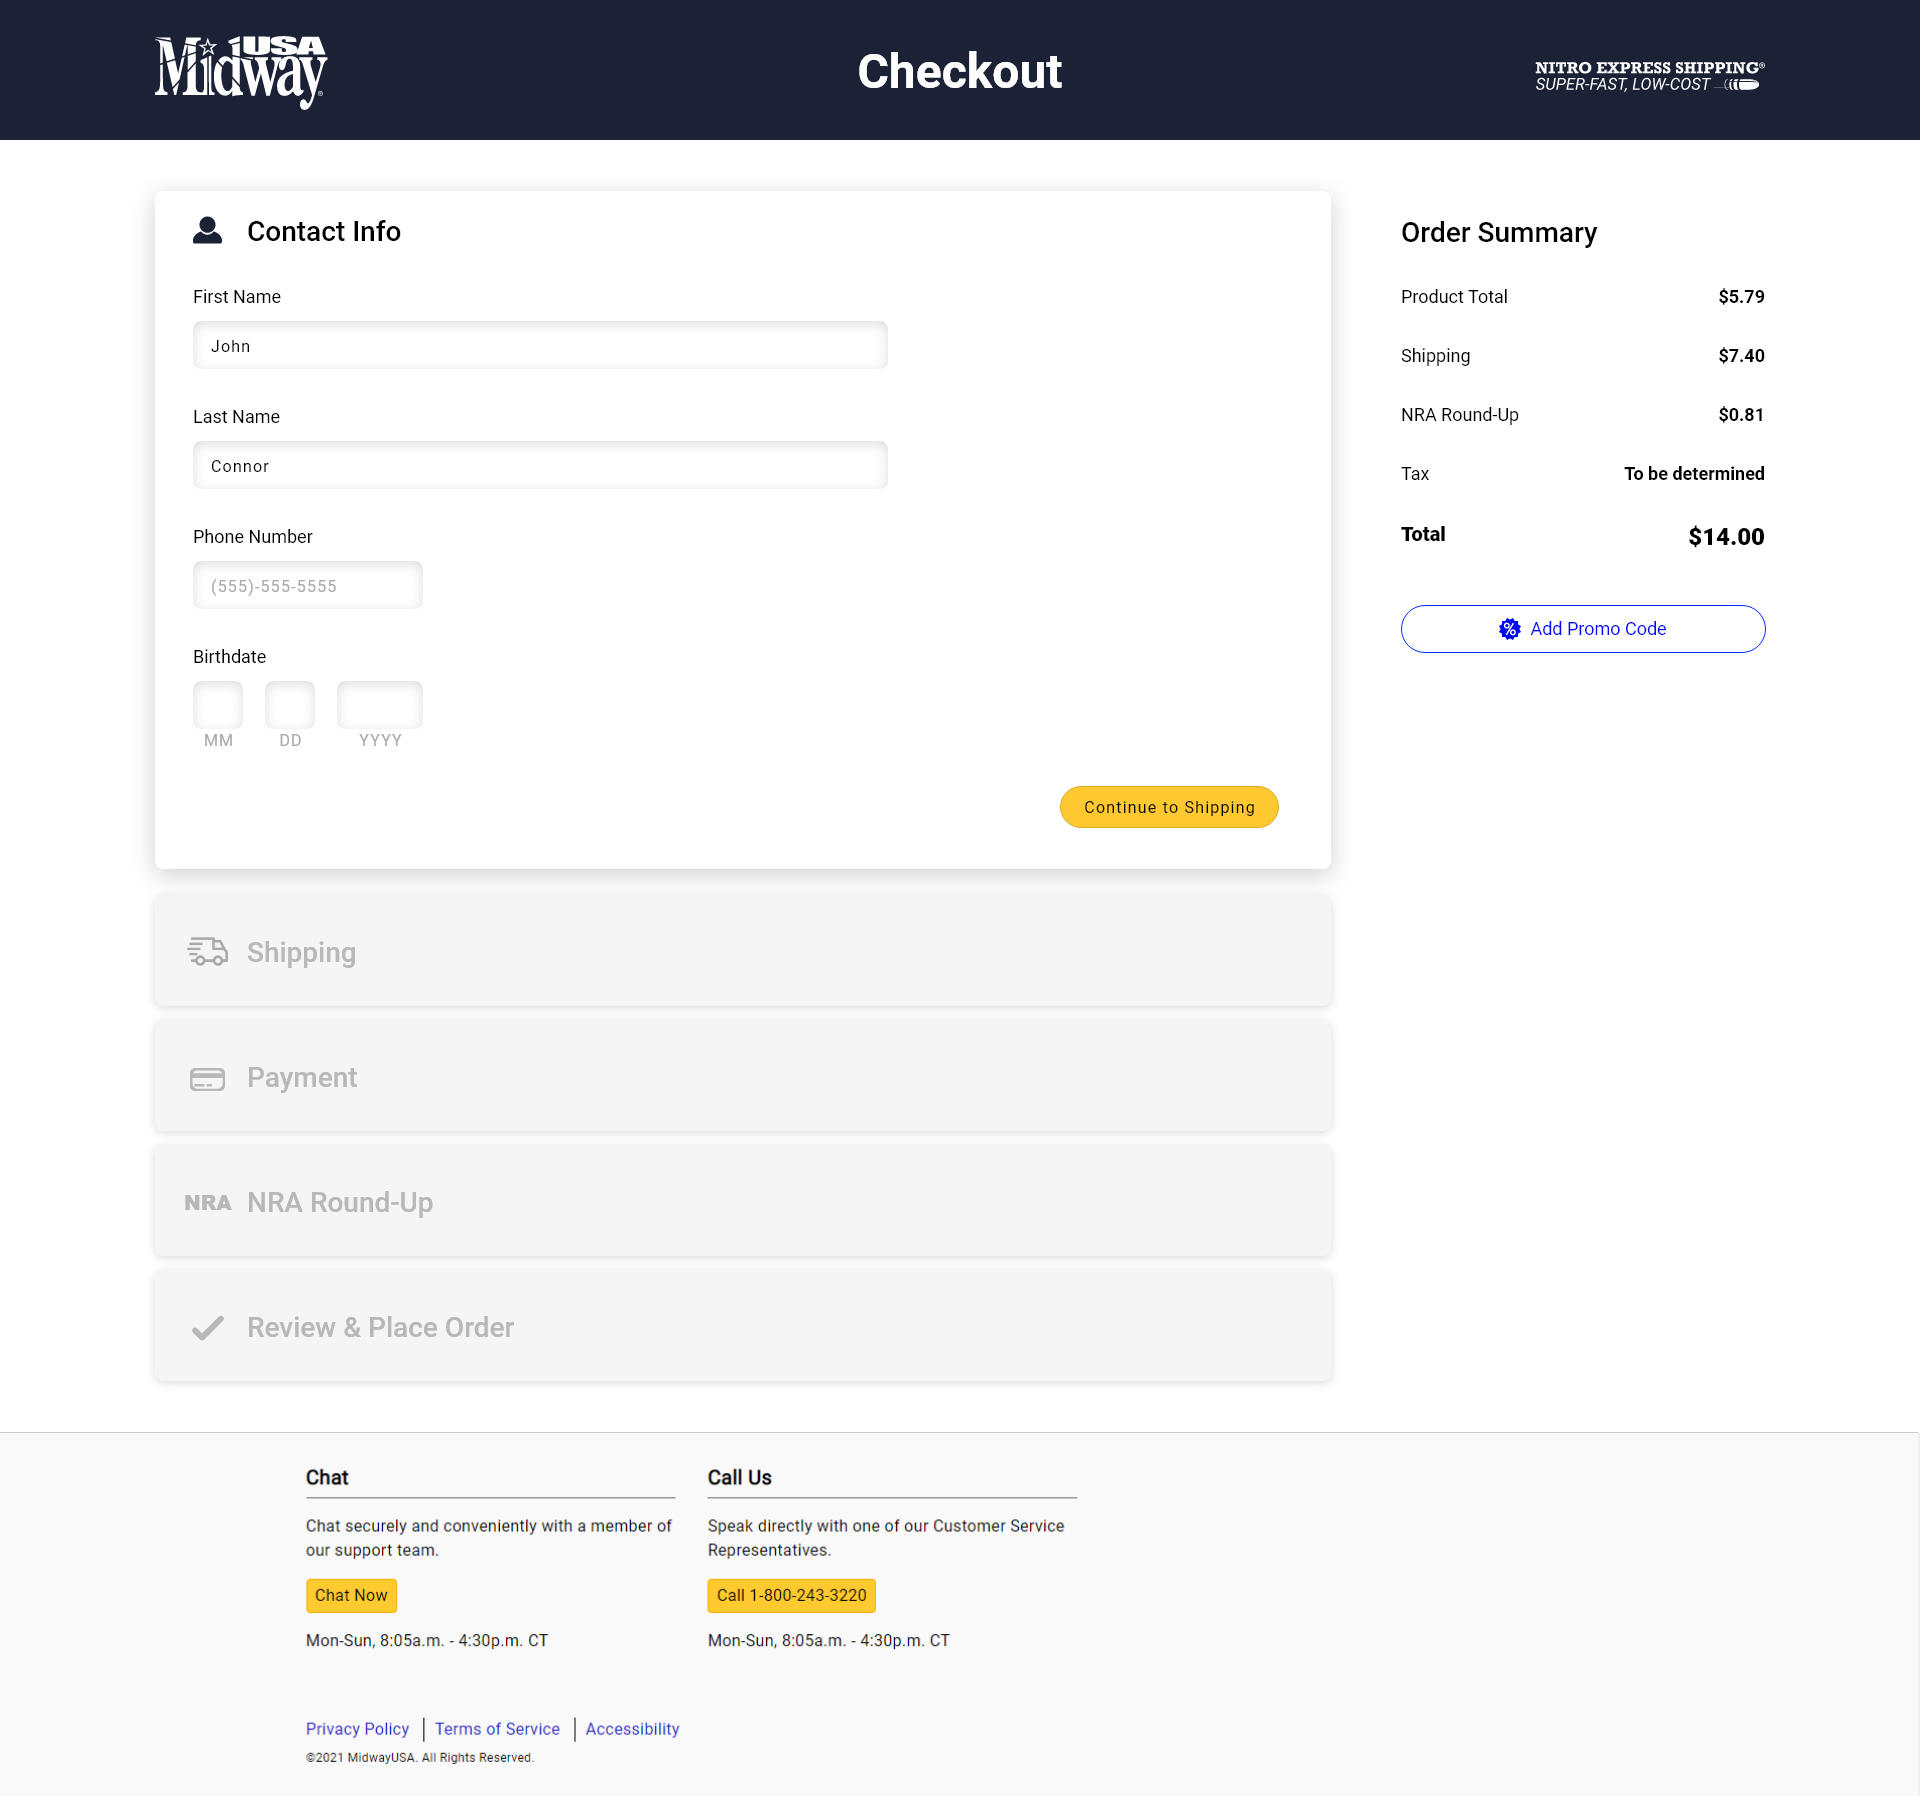 Midway USA
Checkout
NITRO EXPRESS SHIPPING®
SUPER-FAST, LOW-COST
Contact Info
First Name
John
Last Name
Connor
Phone Number
(555)-555-5555
Birthdate
MM DD YYYY
Continue to Shipping
Order Summary
Product Total $5.79
Shipping $7.40
NRA Round-Up $0.81
Tax To be determined
Total $14.00
Add Promo Code
Shipping
Payment
NRA NRA Round-Up
Review & Place Order
Chat
Chat securely and conveniently with a member of
our support team.
Chat Now
Mon-Sun, 8:05a.m. - 4:30p.m. CT
Call Us
Speak directly with one of our Customer Service
Representatives.
Call 1-800-243-3220
Mon-Sun, 8:05a.m. - 4:30p.m. CT
Privacy Policy | Terms of Service | Accessibility
©2021 MidwayUSA. All Rights Reserved.